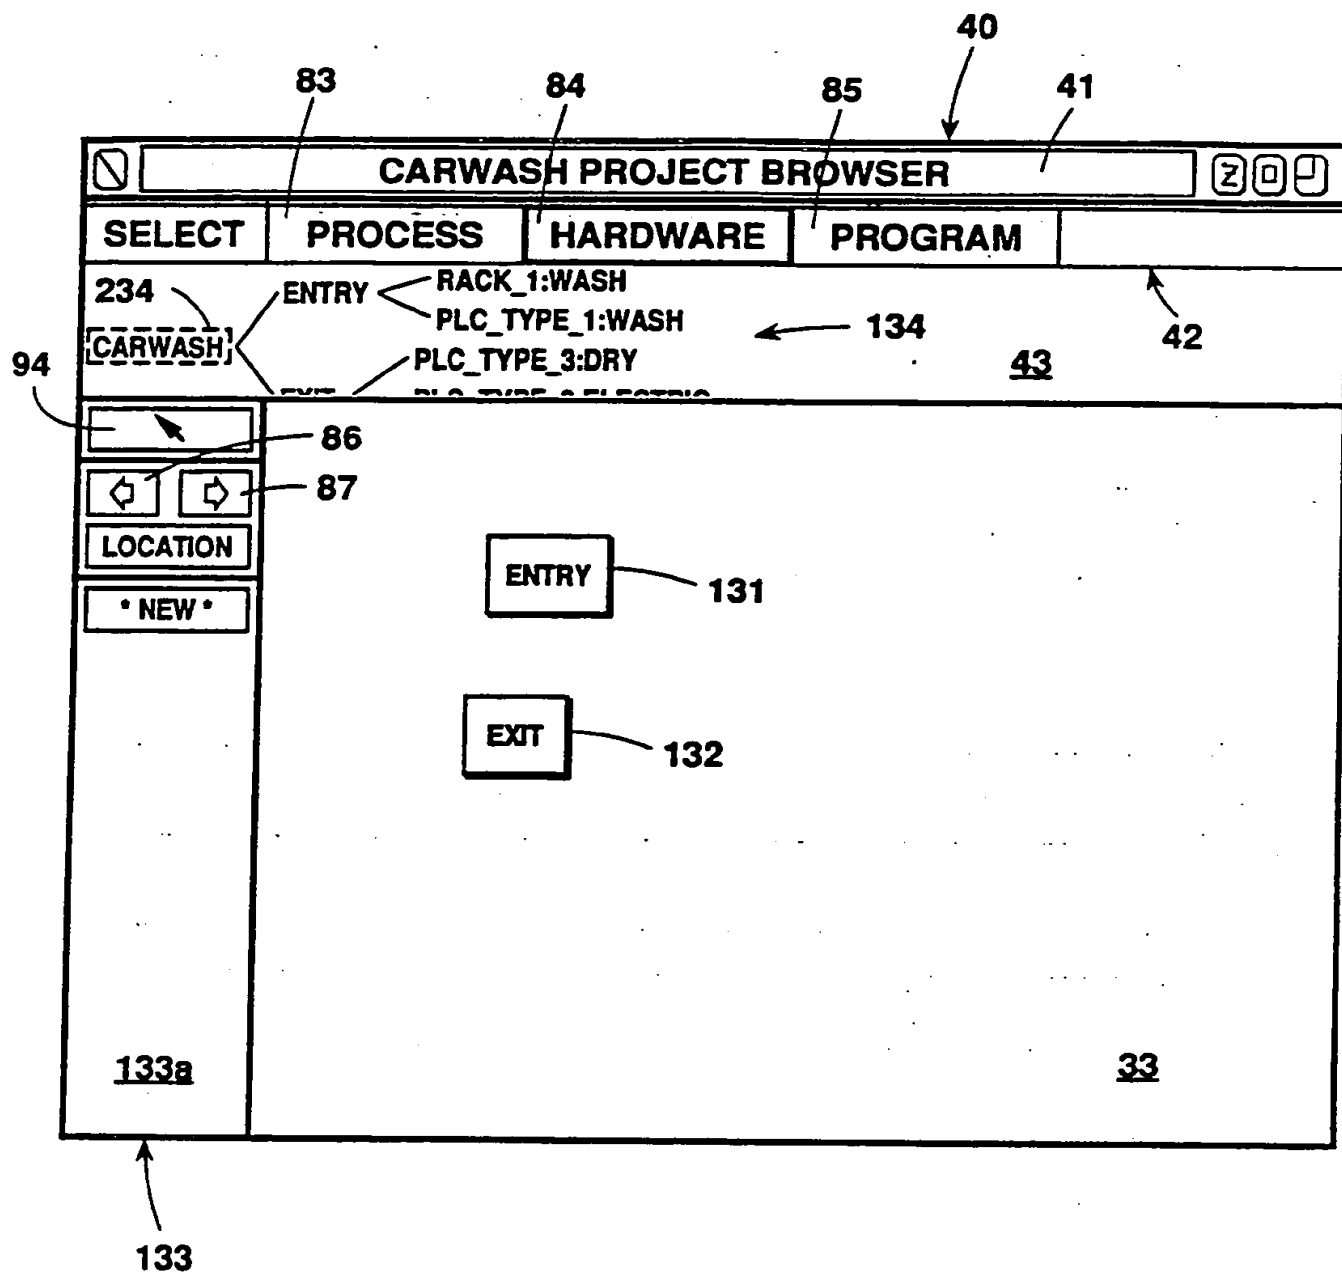 40
83 84 85 41
CARWASH PROJECT BROWSER Z
SELECT PROCESS HARDWARE PROGRAM
234 ENTRY RACK_1:WASH
PLC_TYPE_1:WASH 134 42
CARWASH PLC_TYPE_3:DRY 43
94
86
87
LOCATION
ENTRY 131
* NEW *
EXIT 132
133a 33
133